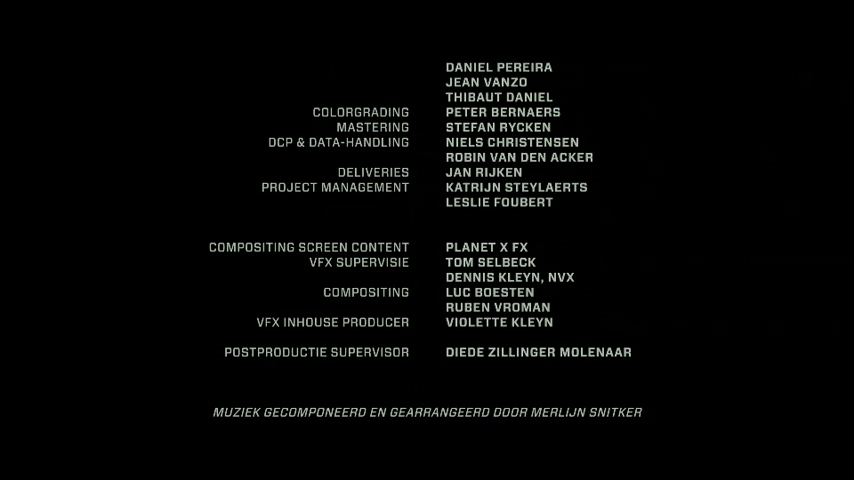 DANIEL PEREIRA
JEAN VANZO
THIBAUT DANIEL
COLORGRADING PETER BERNAERS
MASTERING STEFAN RYCKEN
DCP & DATA-HANDLING NIELS CHRISTENSEN
ROBIN VAN DEN ACKER
DELIVERIES JAN RIJKEN
PROJECT MANAGEMENT KATRIJN STEYLAERTS
LESLIE FOUBERT
COMPOSITING SCREEN CONTENT PLANET X FX
VFX SUPERVISIE TOM SELBECK
DENNIS KLEYN, NVX
COMPOSITING LUC BOESTEN
RUBEN VROMAN
VFX INHOUSE PRODUCER VIOLETTE KLEYN
POSTPRODUCTIE SUPERVISOR DIEDE ZILLINGER MOLENAAR
MUZIEK GECOMPONEERD EN GEARRANGEERD DOOR MERLIJN SNITKER